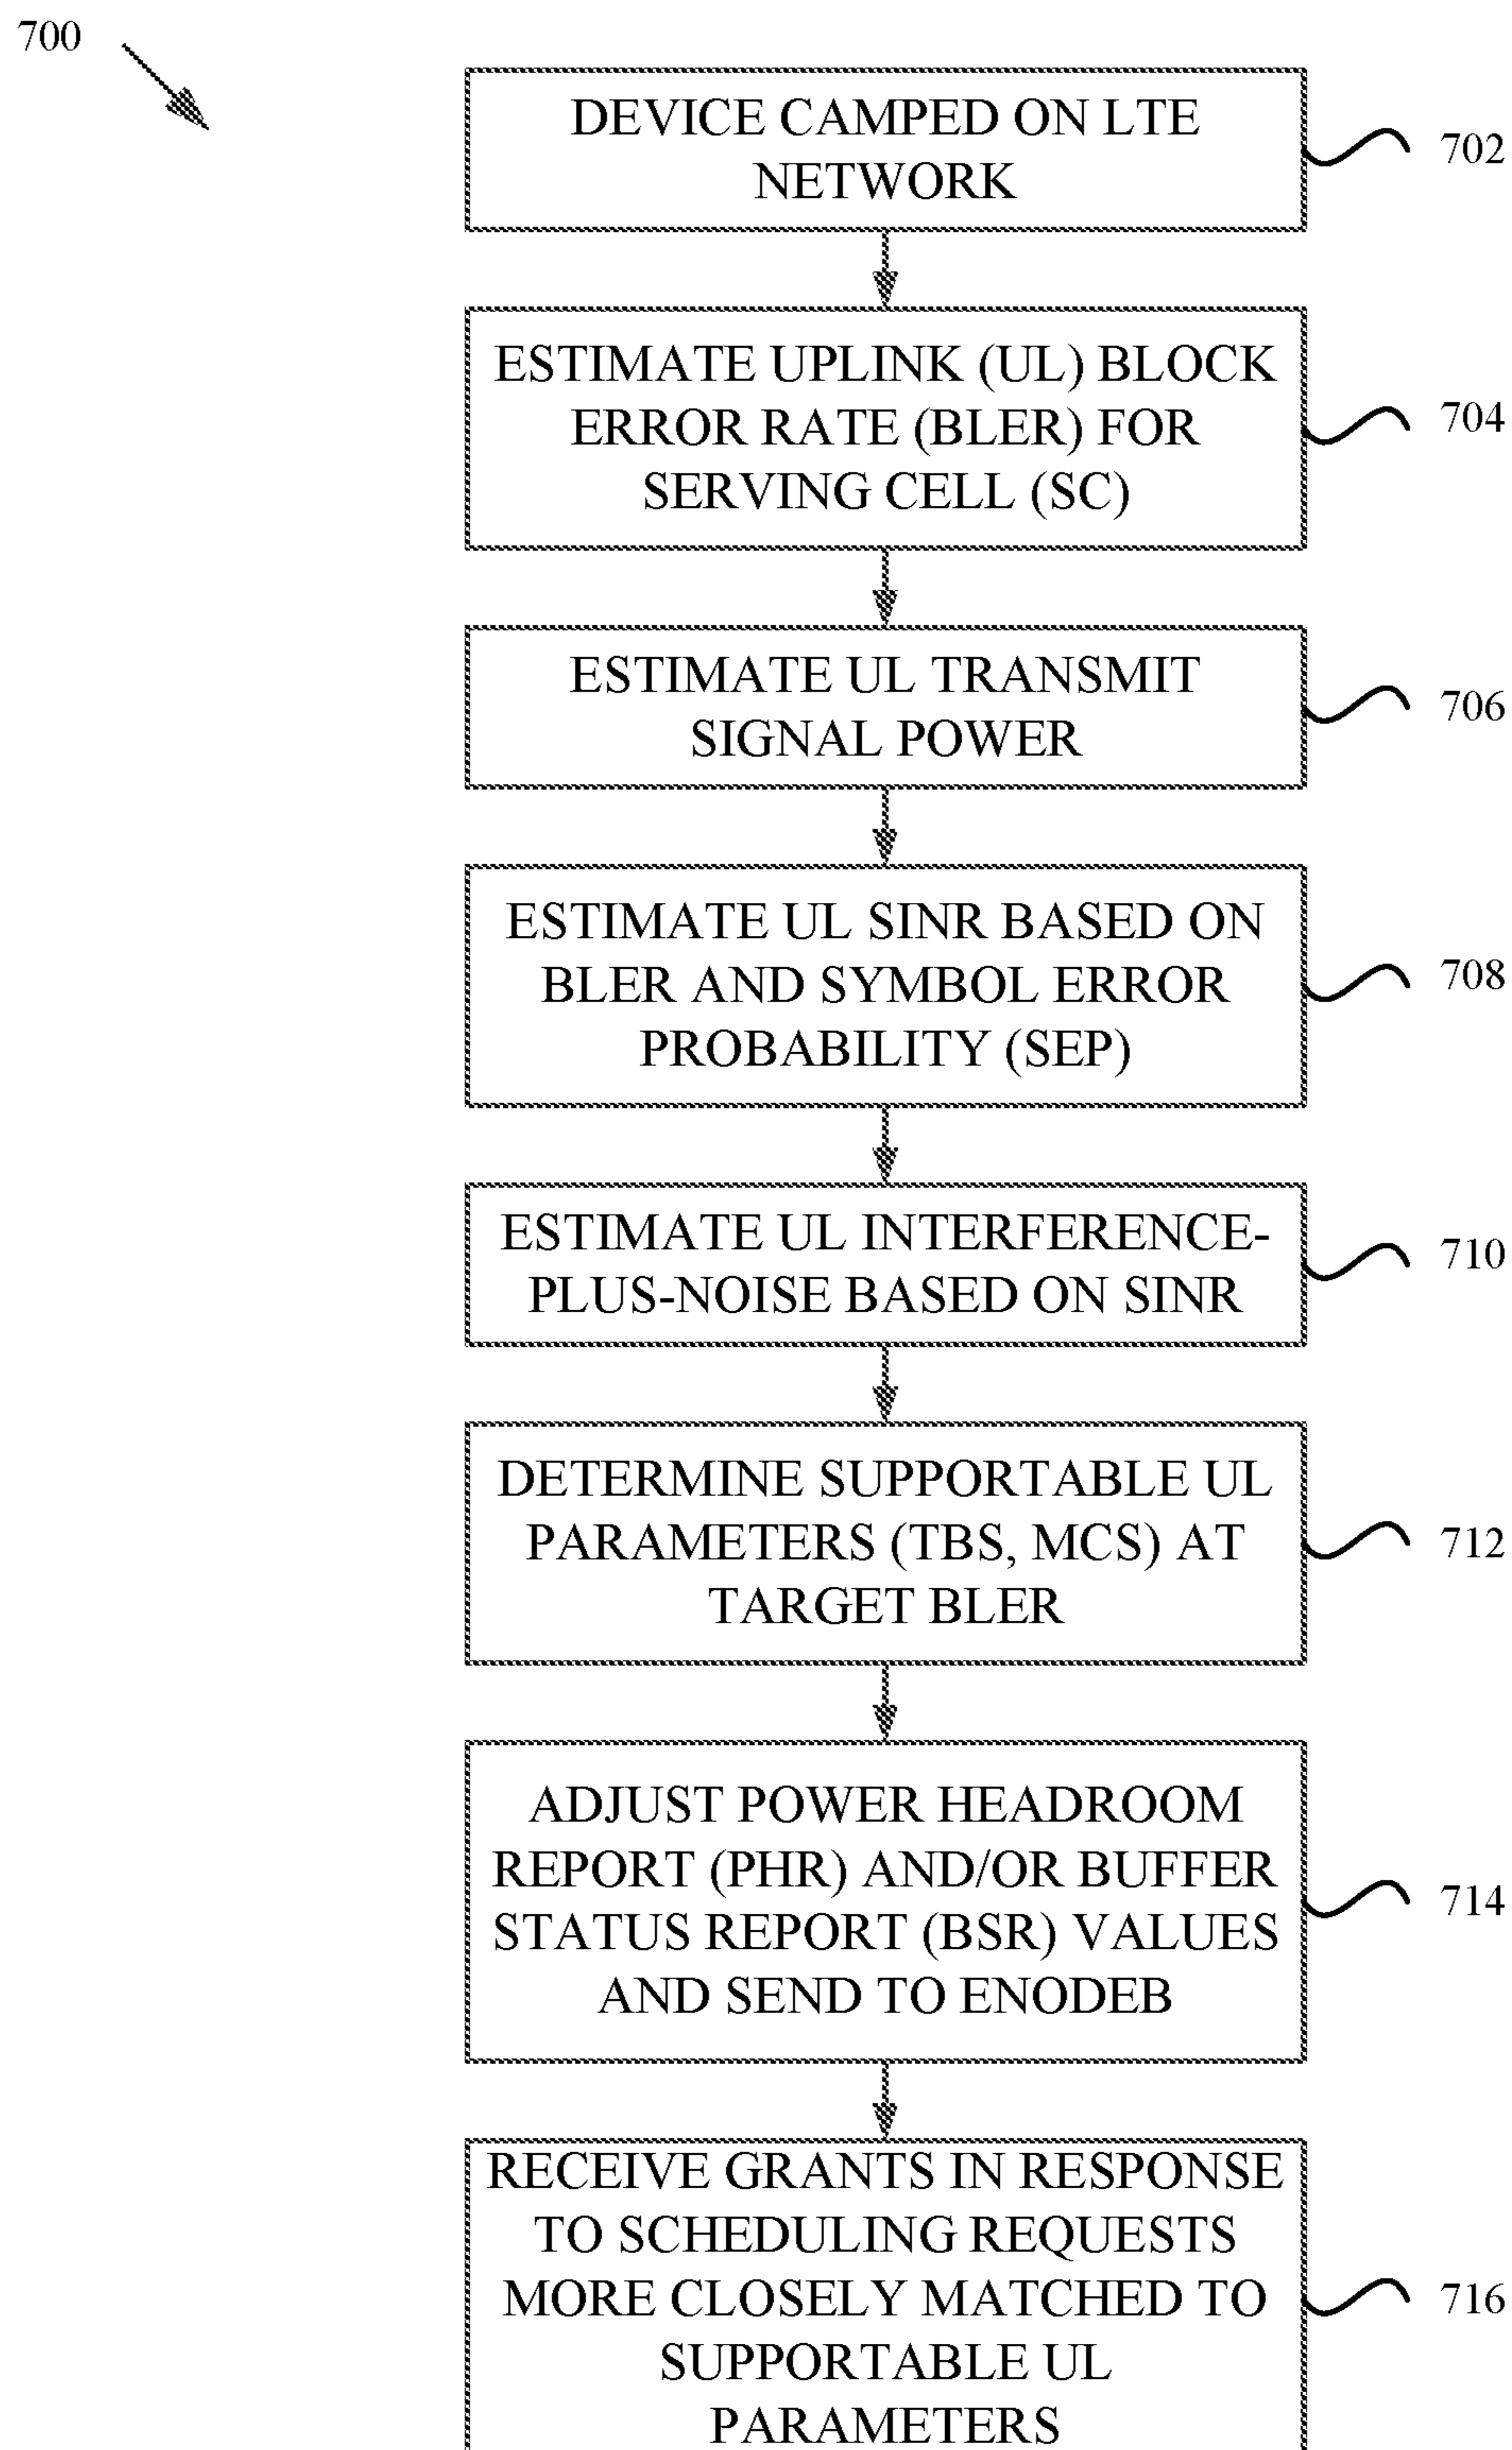 700
DEVICE CAMPED ON LTE
NETWORK
702
ESTIMATE UPLINK (UL) BLOCK
ERROR RATE (BLER) FOR
SERVING CELL (SC)
704
ESTIMATE UL TRANSMIT
SIGNAL POWER
706
ESTIMATE UL SINR BASED ON
BLER AND SYMBOL ERROR
PROBABILITY (SEP)
708
ESTIMATE UL INTERFERENCE-
PLUS-NOISE BASED ON SINR
710
DETERMINE SUPPORTABLE UL
PARAMETERS (TBS, MCS) AT
TARGET BLER
712
ADJUST POWER HEADROOM
REPORT (PHR) AND/OR BUFFER
STATUS REPORT (BSR) VALUES
AND SEND TO ENODEB
714
RECEIVE GRANTS IN RESPONSE
TO SCHEDULING REQUESTS
MORE CLOSELY MATCHED TO
SUPPORTABLE UL
PARAMETERS
716